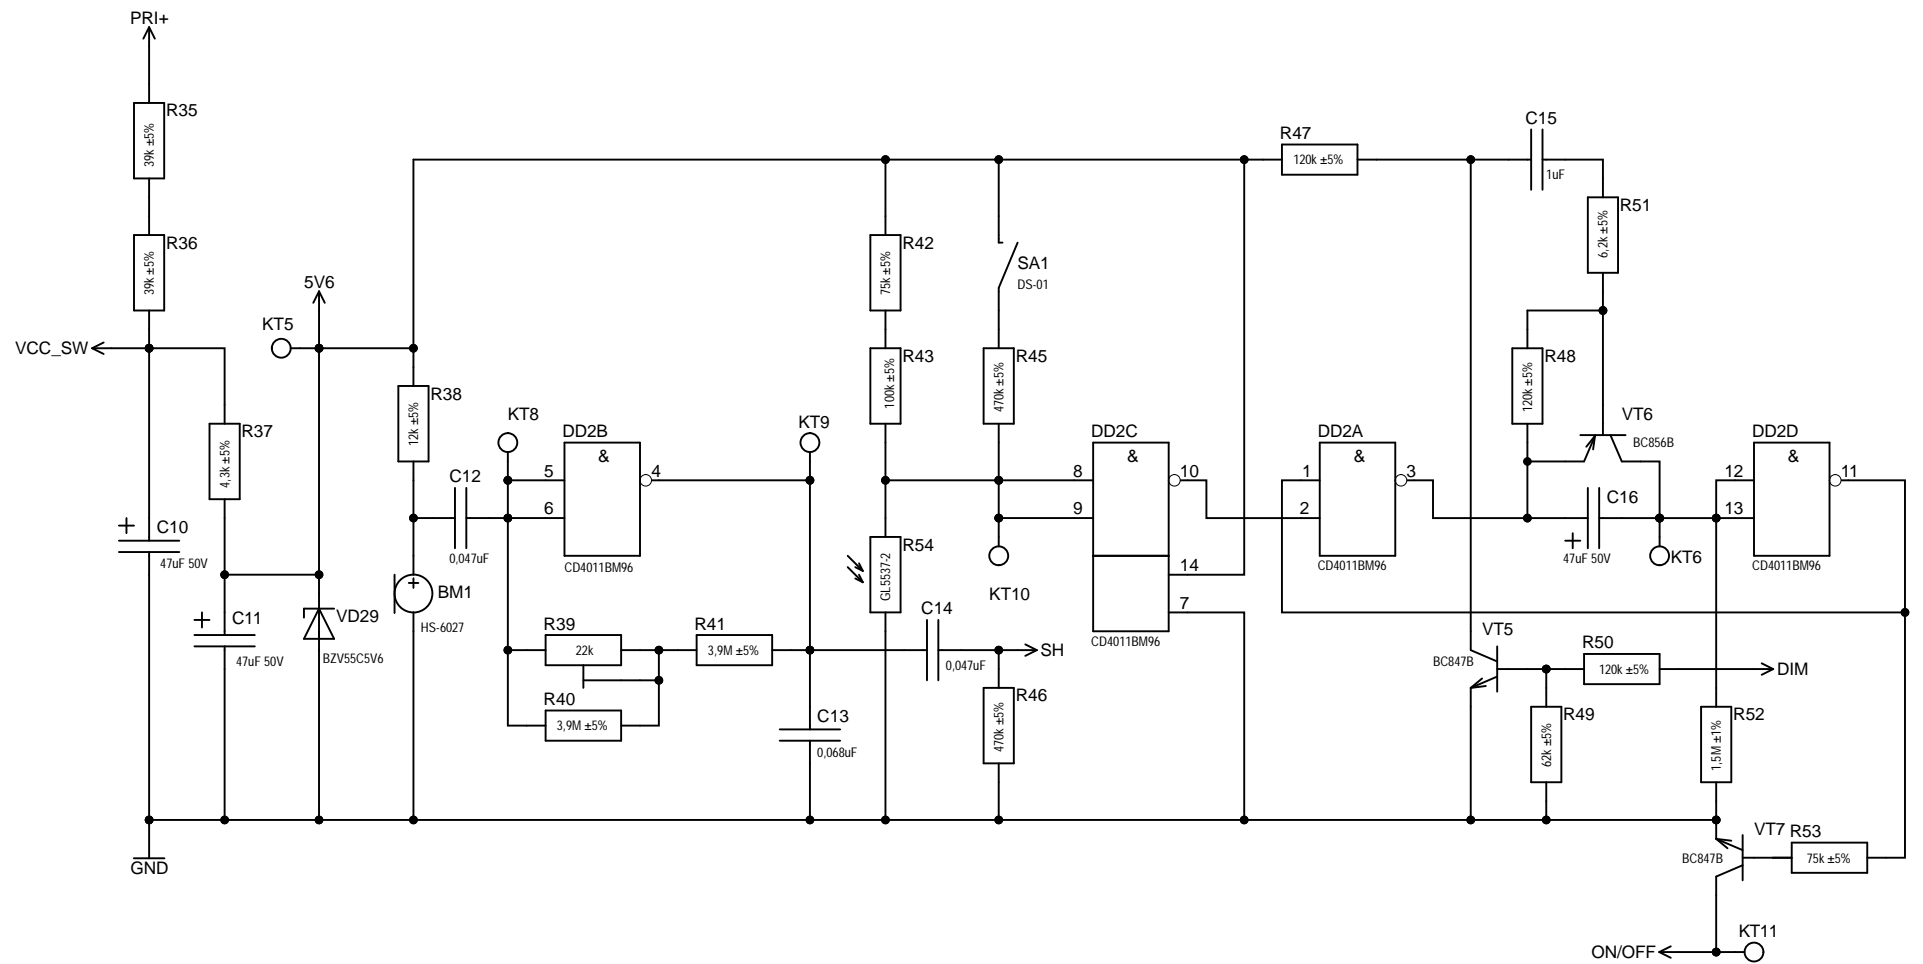 PRI+
R35
39k ±5%
R36
39k ±5%
VCC_SW
R37
4,3k ±5%
C10
47uF 50V
C11
47uF 50V
GND
5V6
KT5
VD29
BZV55C5V6
R38
12k ±5%
BM1
HS-6027
C12
0,047uF
KT8
DD2B
&
5
6
4
CD4011BM96
R39
22k
R40
3,9M ±5%
R41
3,9M ±5%
KT9
C13
0,068uF
R42
75k ±5%
R43
100k ±5%
R54
GL5537-2
C14
0,047uF
SH
R46
470k ±5%
SA1
DS-01
R45
470k ±5%
KT10
DD2C
&
8
9
10
14
7
CD4011BM96
R47
120k ±5%
DD2A
&
1
2
3
CD4011BM96
C15
1uF
R51
6,2k ±5%
R48
120k ±5%
VT6
BC856B
C16
47uF 50V
KT6
DD2D
&
12
13
11
CD4011BM96
VT5
BC847B
R50
120k ±5%
DIM
R49
62k ±5%
R52
1,5M ±1%
VT7
BC847B
R53
75k ±5%
ON/OFF
KT11